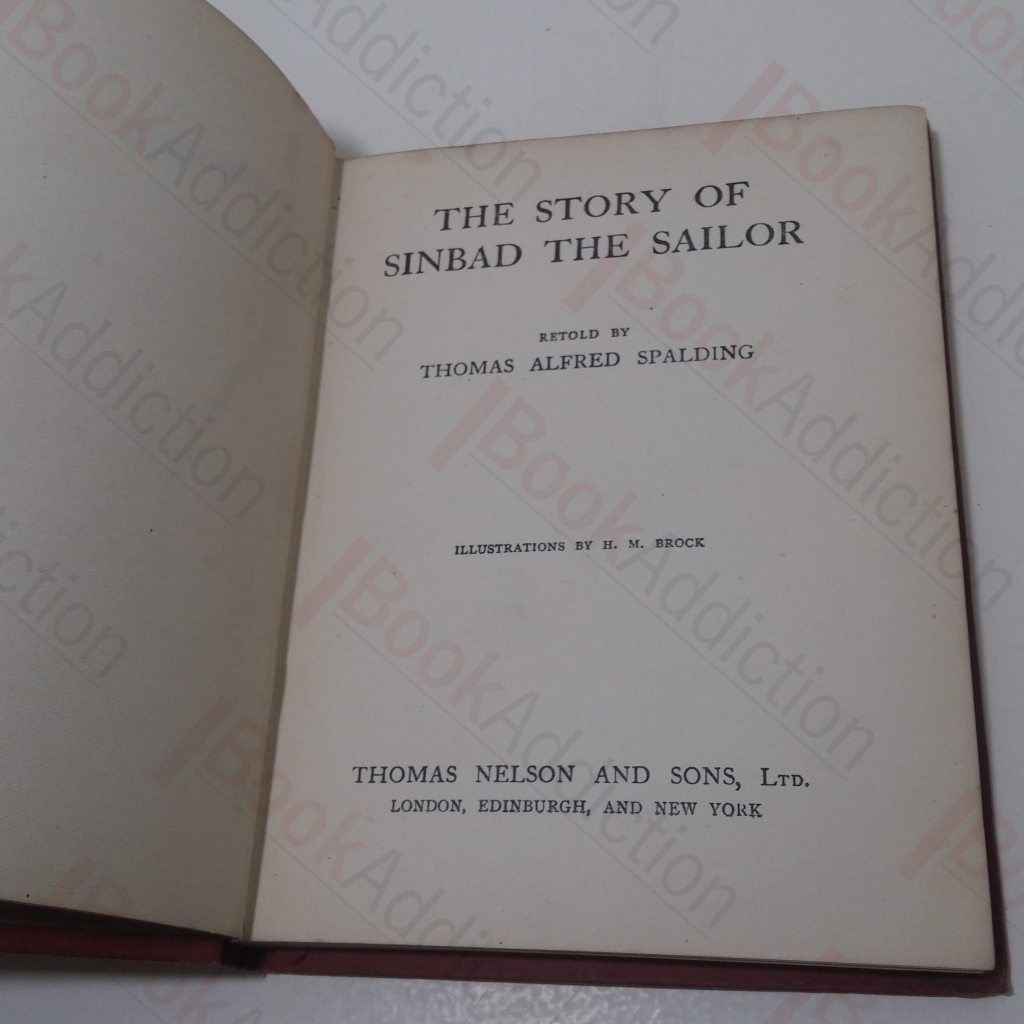 THE STORY OF
SINBAD THE SAILOR
RETOLD BY
THOMAS ALFRED SPALDING
ILLUSTRATIONS BY H. M. BROCK
THOMAS NELSON AND SONS, LTD.
LONDON, EDINBURGH, AND NEW YORK
BookAddiction